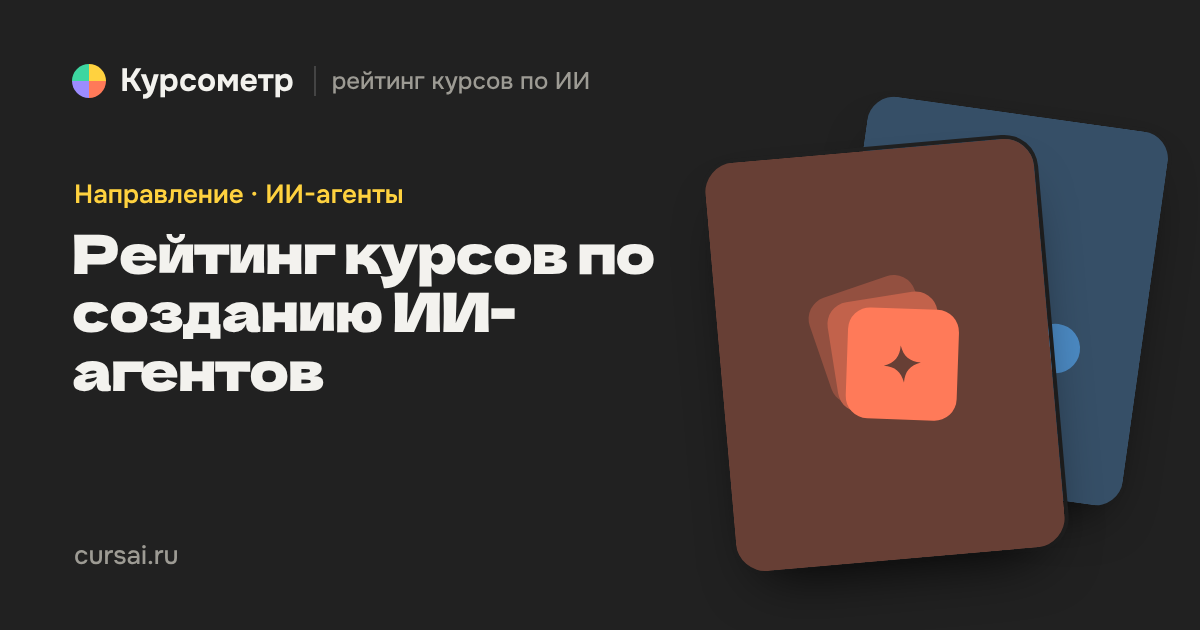 Курсометр
рейтинг курсов по ИИ
Направление · ИИ-агенты
Рейтинг курсов по
созданию ИИ-
агентов
cursai.ru